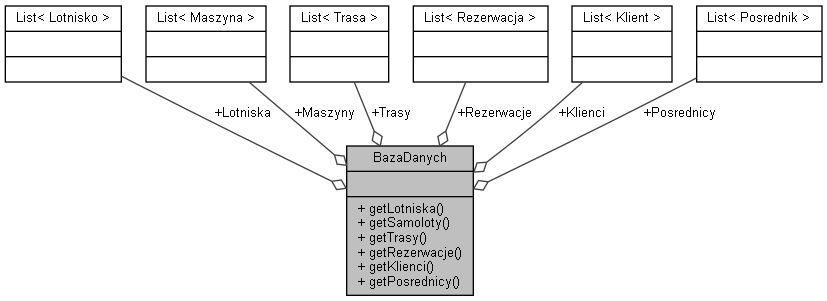 List< Lotnisko >
List< Maszyna >
List< Trasa >
List< Rezerwacja >
List< Klient >
List< Posrednik >
+Lotniska
+Maszyny
+Trasy
+Rezerwacje
+Klienci
+Posrednicy
BazaDanych
+ getLotniska()
+ getSamoloty()
+ getTrasy()
+ getRezerwacje()
+ getKlienci()
+ getPosrednicy()